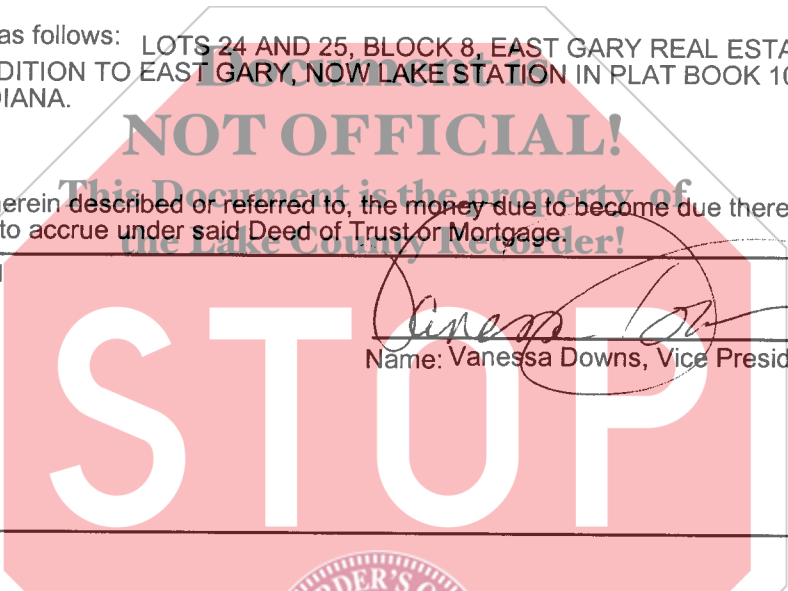 as follows: LOTS 24 AND 25, BLOCK 8, EAST GARY REAL ESTA
DITION TO EAST GARY, NOW LAKE STATION IN PLAT BOOK 10
DIANA.
Document is
NOT OFFICIAL!
This Document is the property of
the Lake County Recorder!
erein described or referred to, the money due to become due there
to accrue under said Deed of Trust or Mortgage.
Name: Vanessa Downs, Vice Presid
STOP
DER'S O